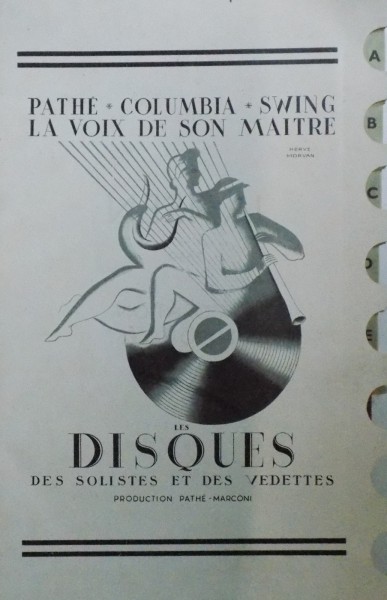 PATHÉ * COLUMBIA * SWING
LA VOIX DE SON MAITRE
HERVÉ
MORVAN
LES
DISQUES
DES SOLISTES ET DES VEDETTES
PRODUCTION PATHÉ-MARCONI
A
B
C
D
E